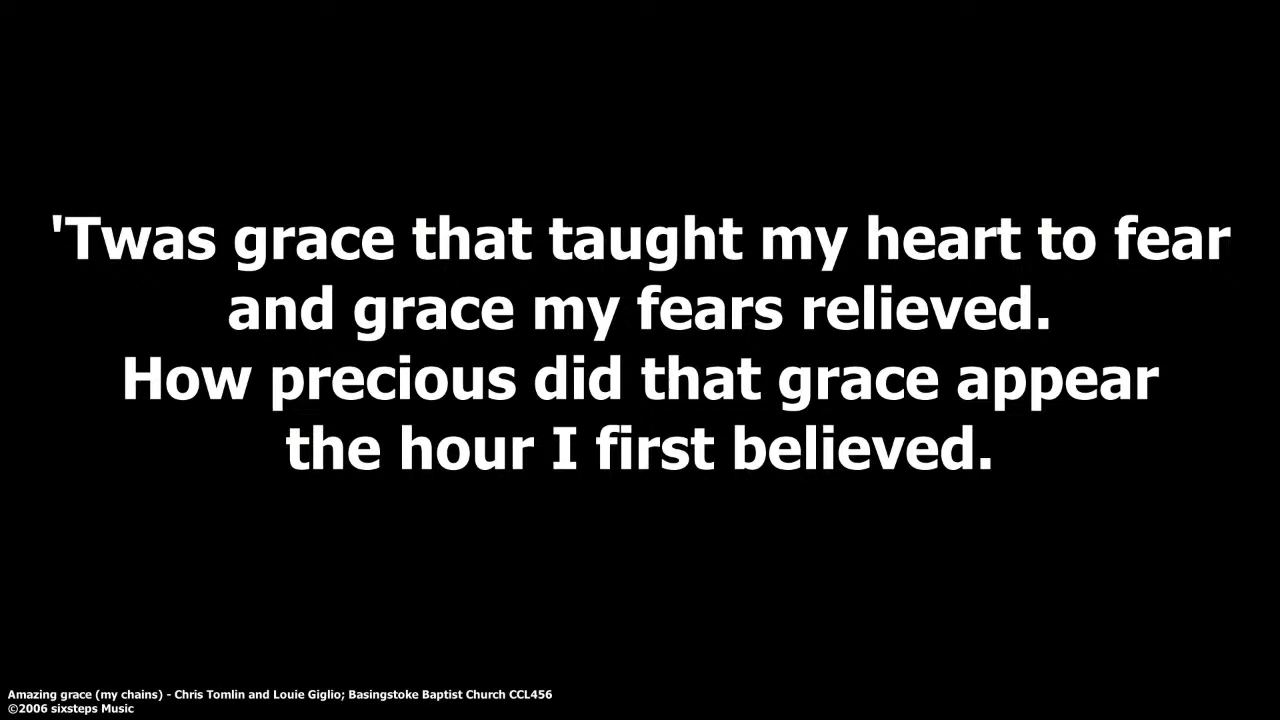 'Twas grace that taught my heart to fear
and grace my fears relieved.
How precious did that grace appear
the hour I first believed.
Amazing grace (my chains) - Chris Tomlin and Louie Giglio; Basingstoke Baptist Church CCL456
©2006 sixsteps Music